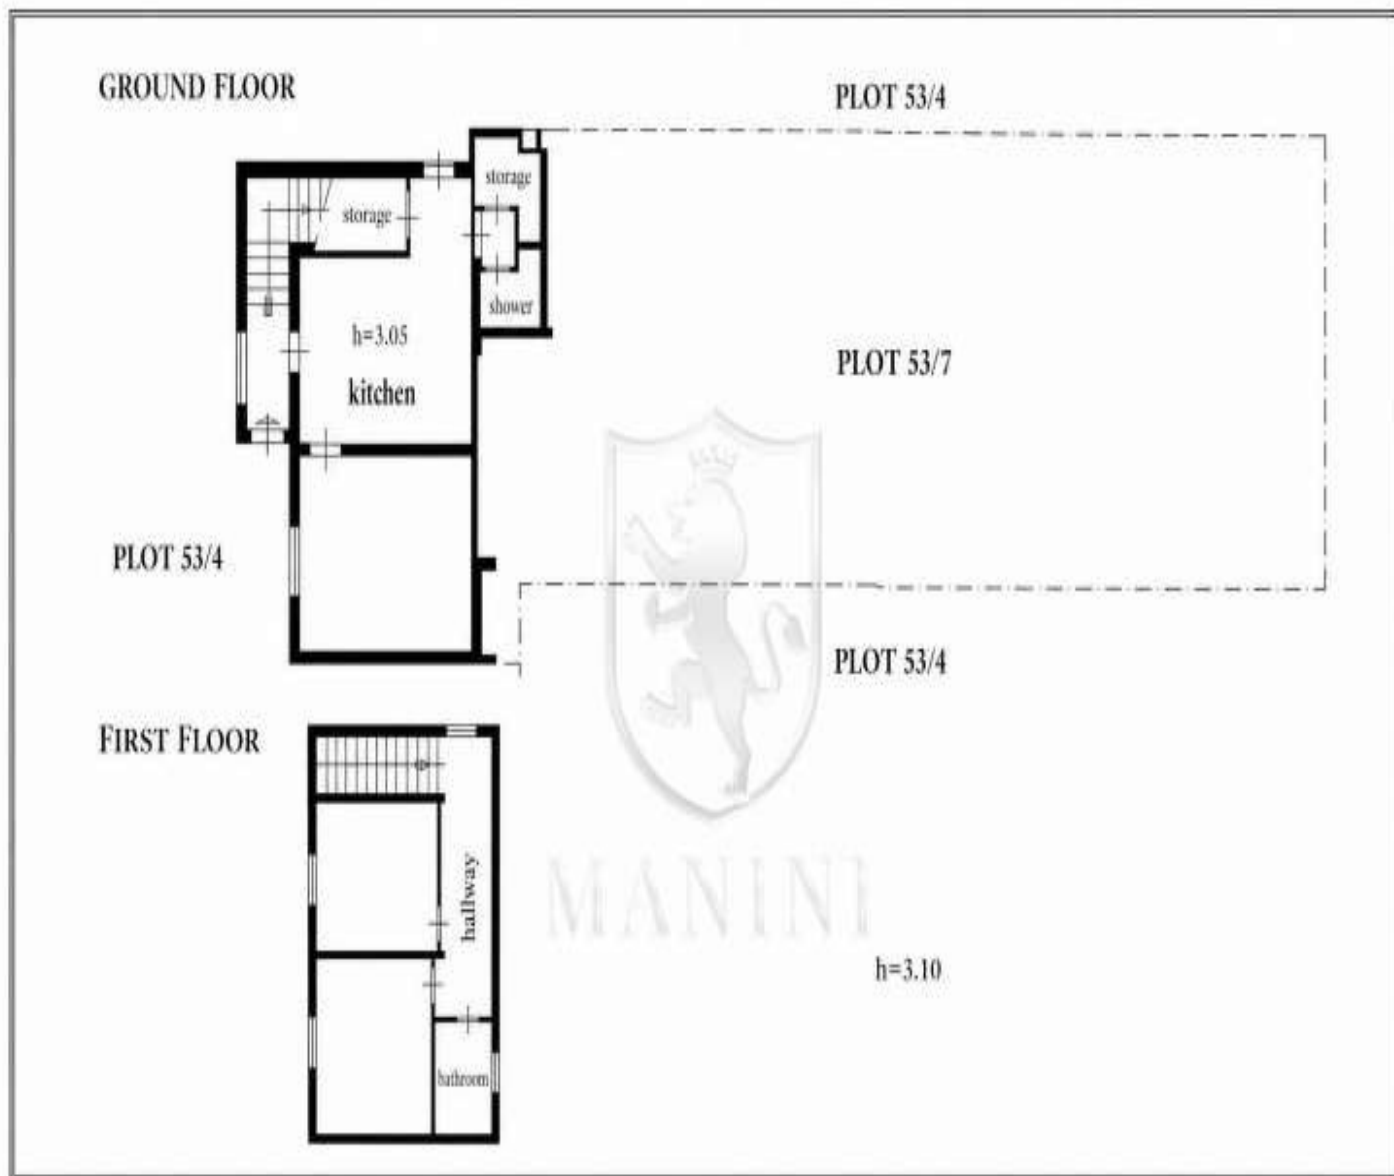 GROUND FLOOR
PLOT 53/4
storage
storage
shower
h=3.05
kitchen
PLOT 53/7
PLOT 53/4
PLOT 53/4
FIRST FLOOR
hallway
MANINI
h=3.10
bathroom